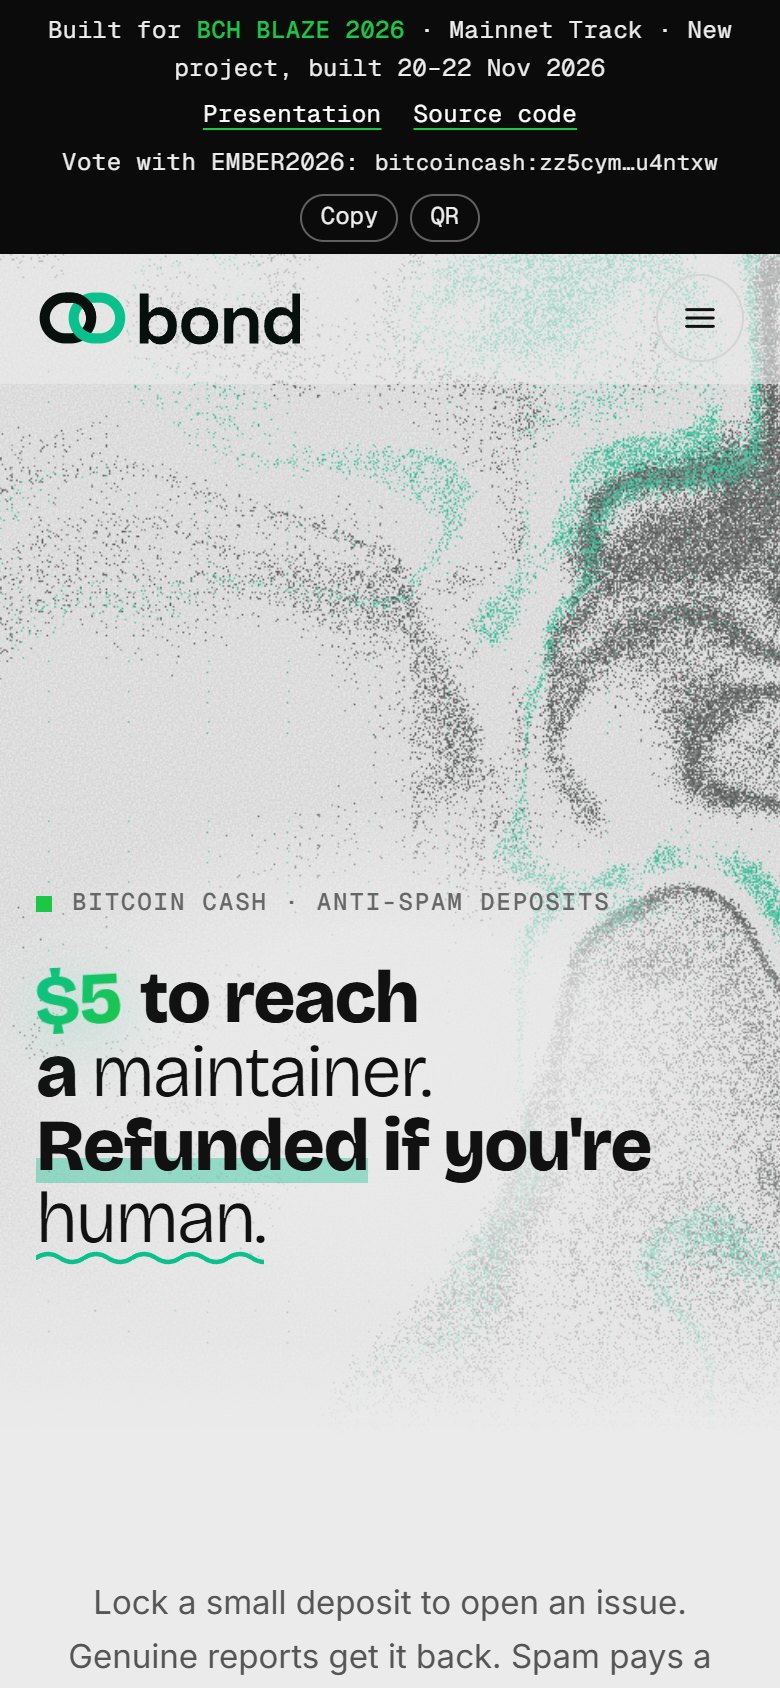 Built for BCH BLAZE 2026 · Mainnet Track · New
project, built 20–22 Nov 2026
Presentation Source code
Vote with EMBER2026: bitcoincash:zz5cym…u4ntxw
Copy QR
bond
BITCOIN CASH · ANTI-SPAM DEPOSITS
$5 to reach
a maintainer.
Refunded if you're
human.
Lock a small deposit to open an issue.
Genuine reports get it back. Spam pays a